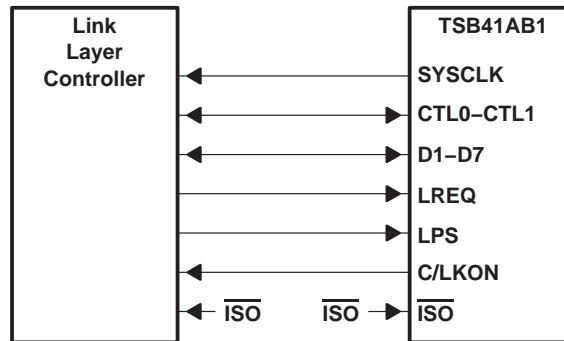 Link
Layer
Controller
TSB41AB1
SYSCLK
CTL0–CTL1
D1–D7
LREQ
LPS
C/LKON
ISO ISO ISO